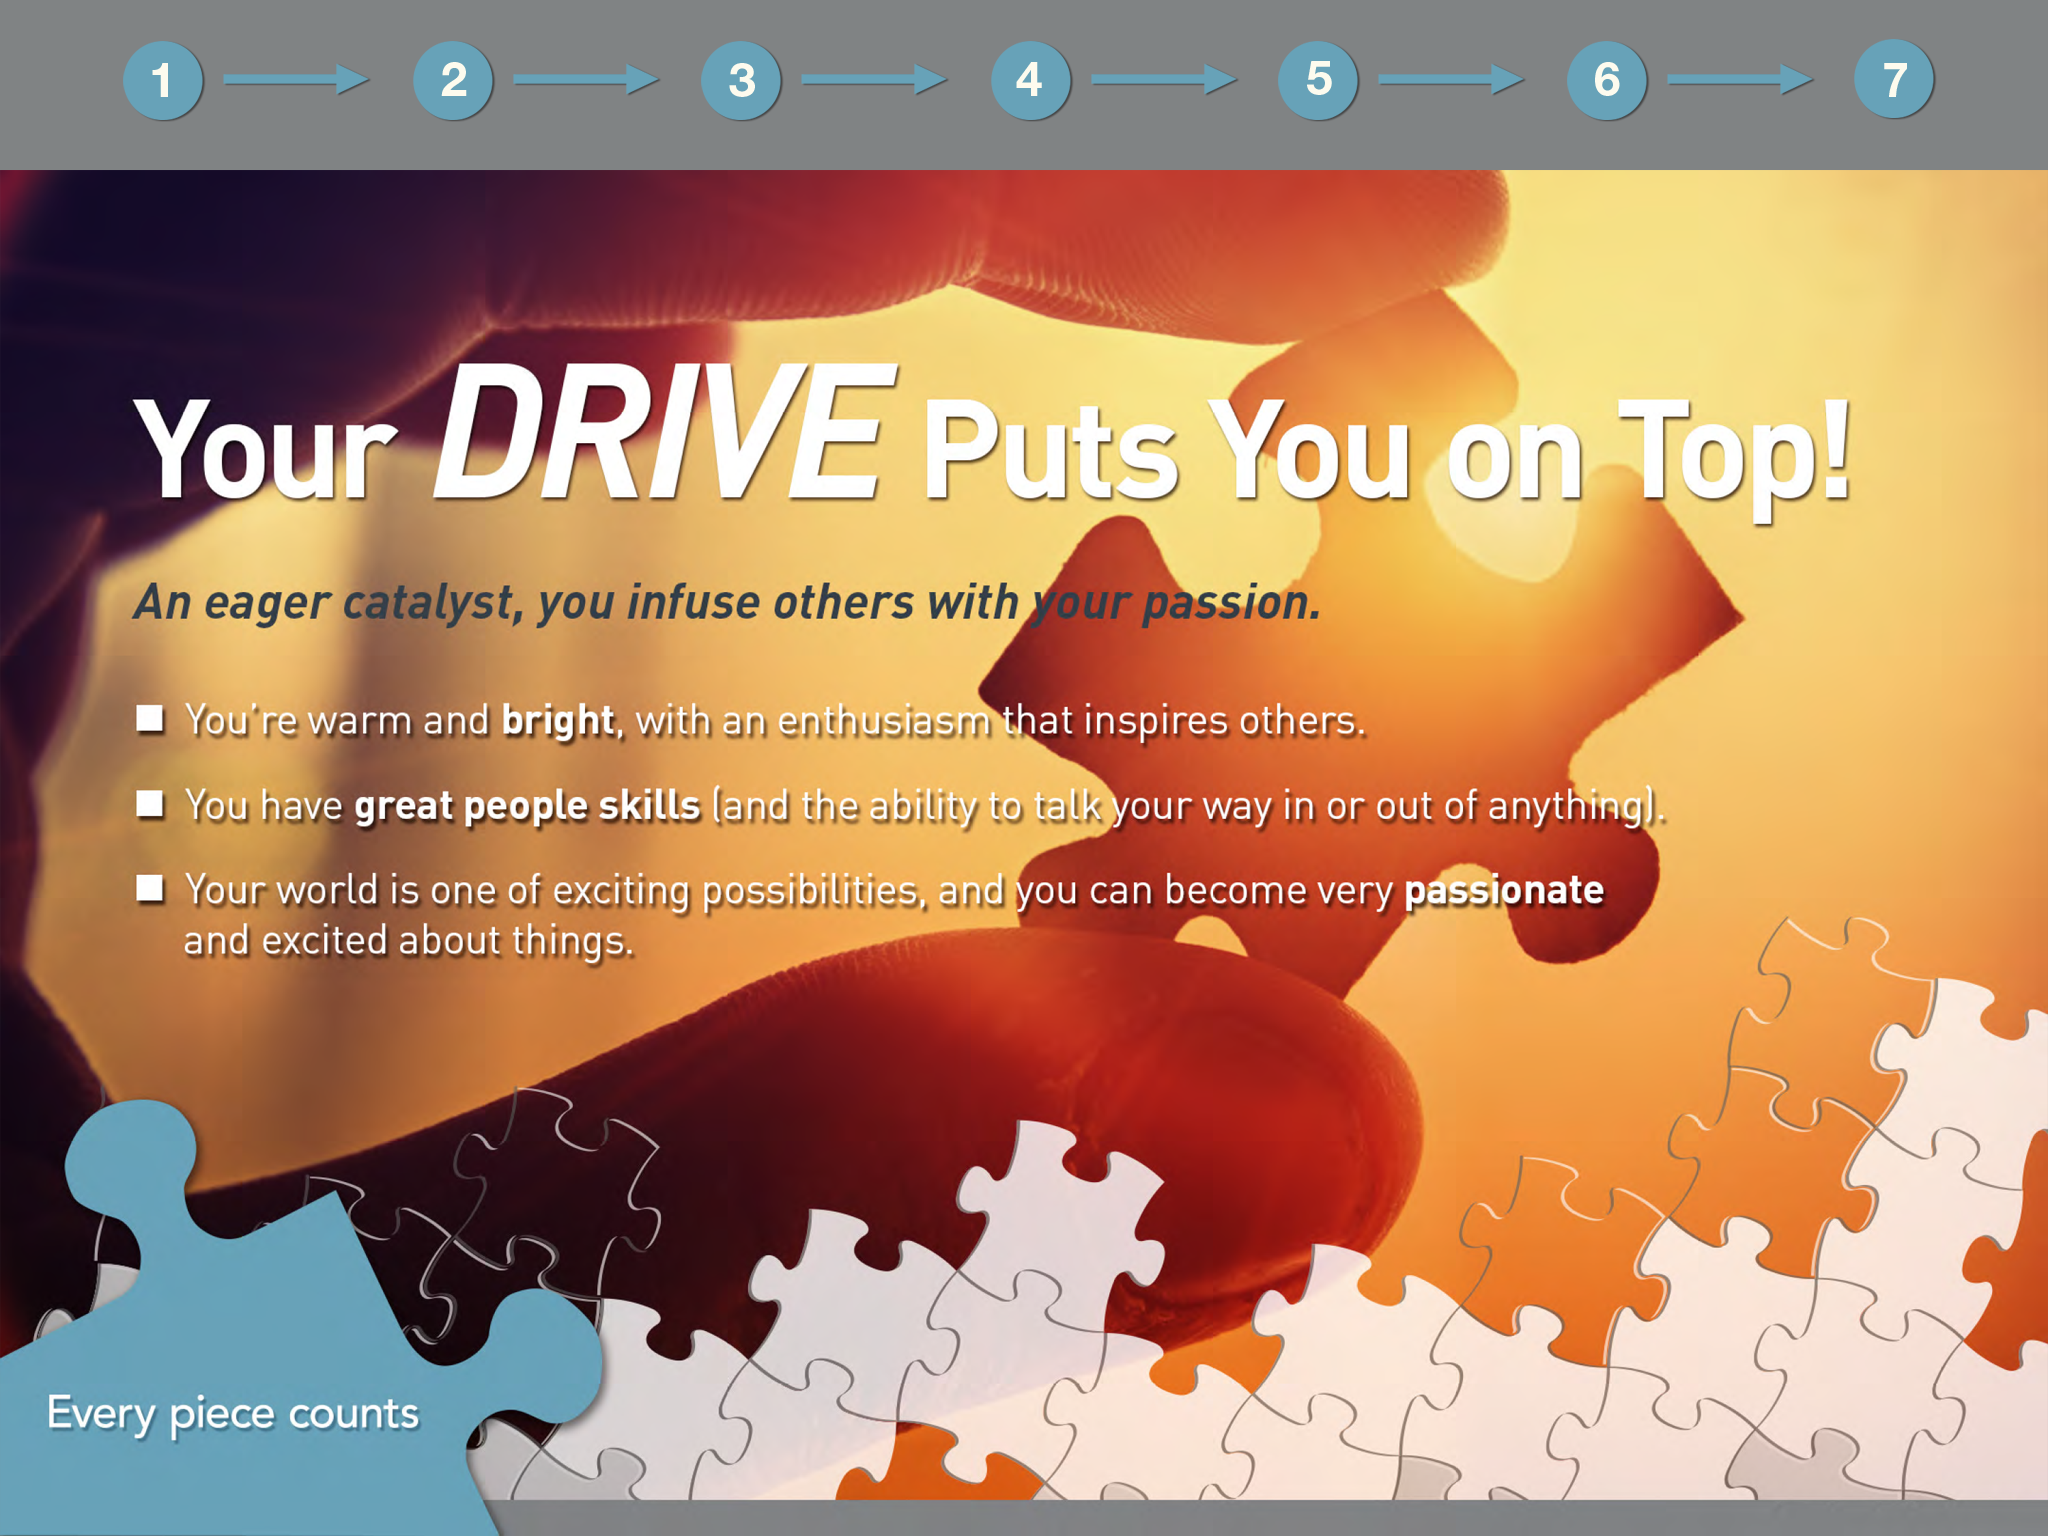 1 2 3 4 5 6 7
Your DRIVE Puts You on Top!
An eager catalyst, you infuse others with your passion.
You're warm and bright, with an enthusiasm that inspires others.
You have great people skills (and the ability to talk your way in or out of anything).
Your world is one of exciting possibilities, and you can become very passionate
and excited about things.
Every piece counts